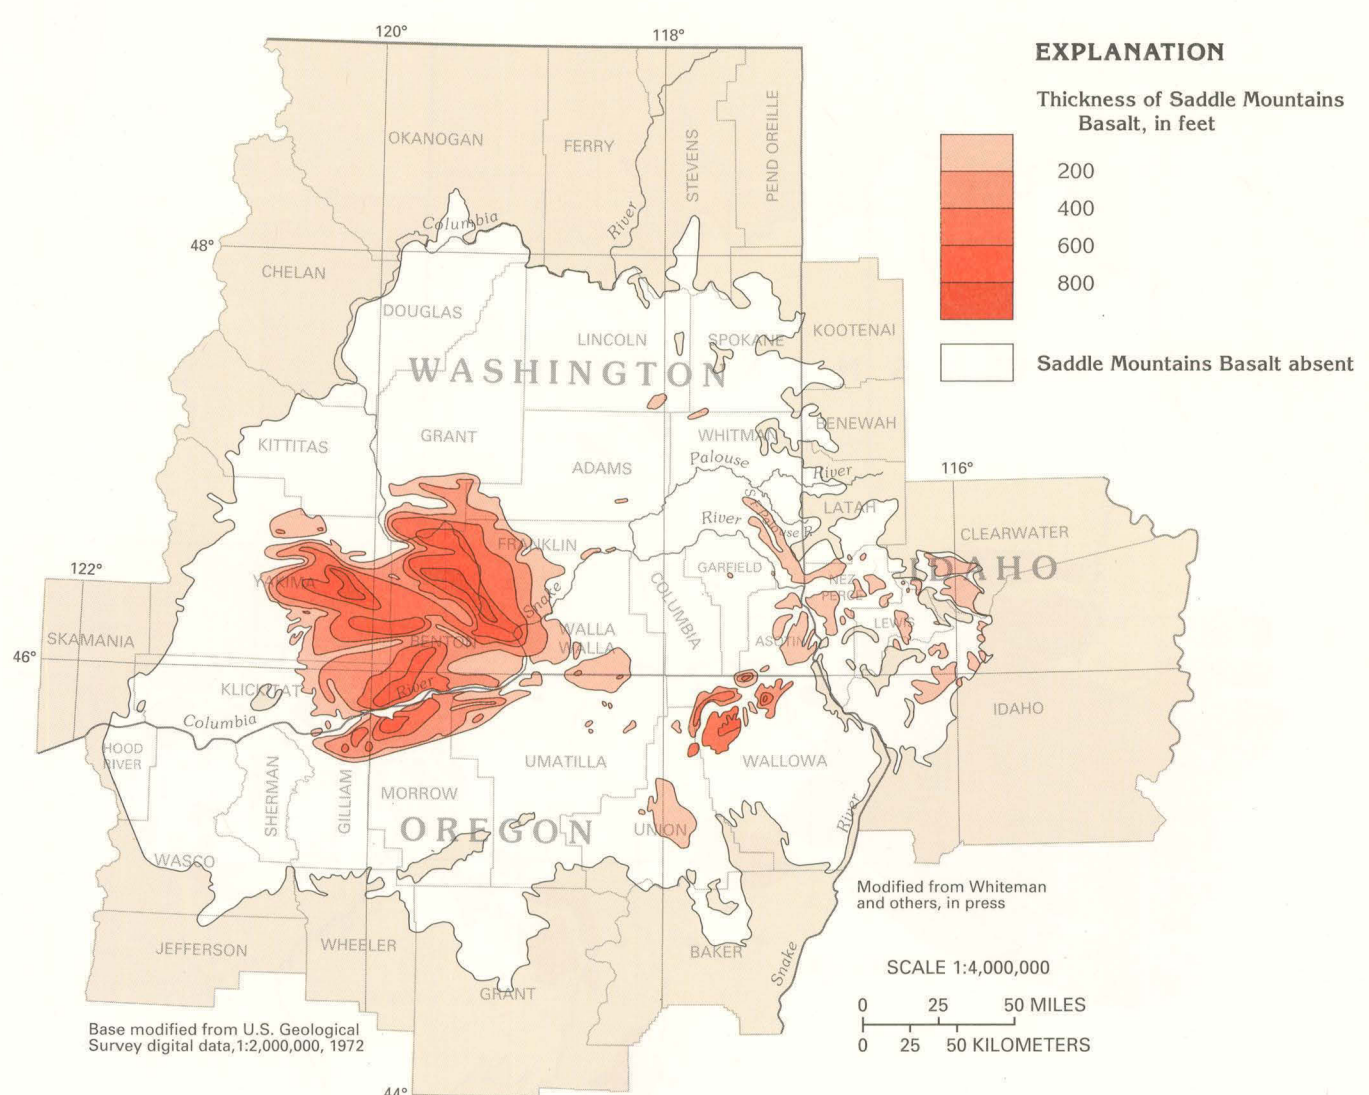 120°
118°
EXPLANATION
Thickness of Saddle Mountains
Basalt, in feet
200
400
600
800
Saddle Mountains Basalt absent
OKANOGAN
FERRY
STEVENS
PEND OREILLE
Columbia
River
48°
CHELAN
DOUGLAS
LINCOLN
SPOKANE
KOOTENAI
WASHINGTON
KITTITAS
GRANT
ADAMS
WHITMAN
BENEWAH
Palouse
River
116°
S F Palouse R
River
LATAH
CLEARWATER
FRANKLIN
IDAHO
122°
YAKIMA
GARFIELD
NEZ
PERCE
COLUMBIA
Snake
LEWIS
SKAMANIA
BENTON
WALLA
WALLA
ASOTIN
46°
KLICKITAT
River
Columbia
IDAHO
HOOD
RIVER
SHERMAN
GILLIAM
MORROW
UMATILLA
WALLOWA
OREGON
UNION
River
WASCO
JEFFERSON
WHEELER
GRANT
BAKER
Snake
Modified from Whiteman
and others, in press
SCALE 1:4,000,000
0 25 50 MILES
0 25 50 KILOMETERS
Base modified from U.S. Geological
Survey digital data,1:2,000,000, 1972
44°